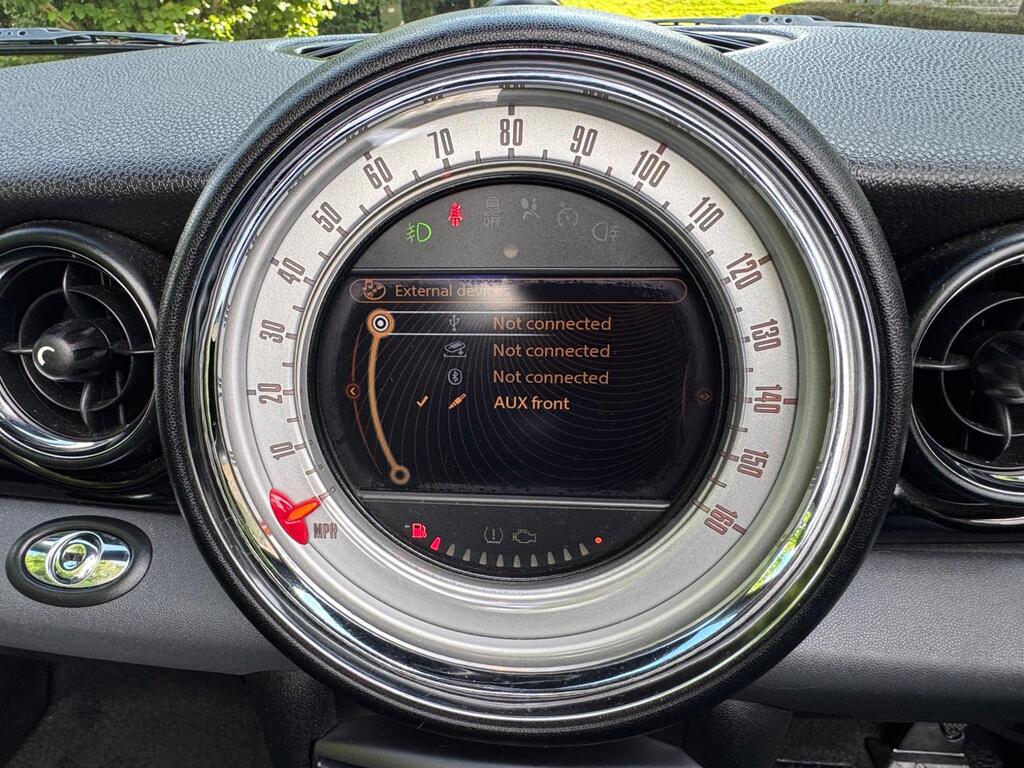 10
20
30
40
50
60
70
80
90
100
110
120
130
140
150
160
MPH
OFF
External devices
Not connected
Not connected
Not connected
AUX front